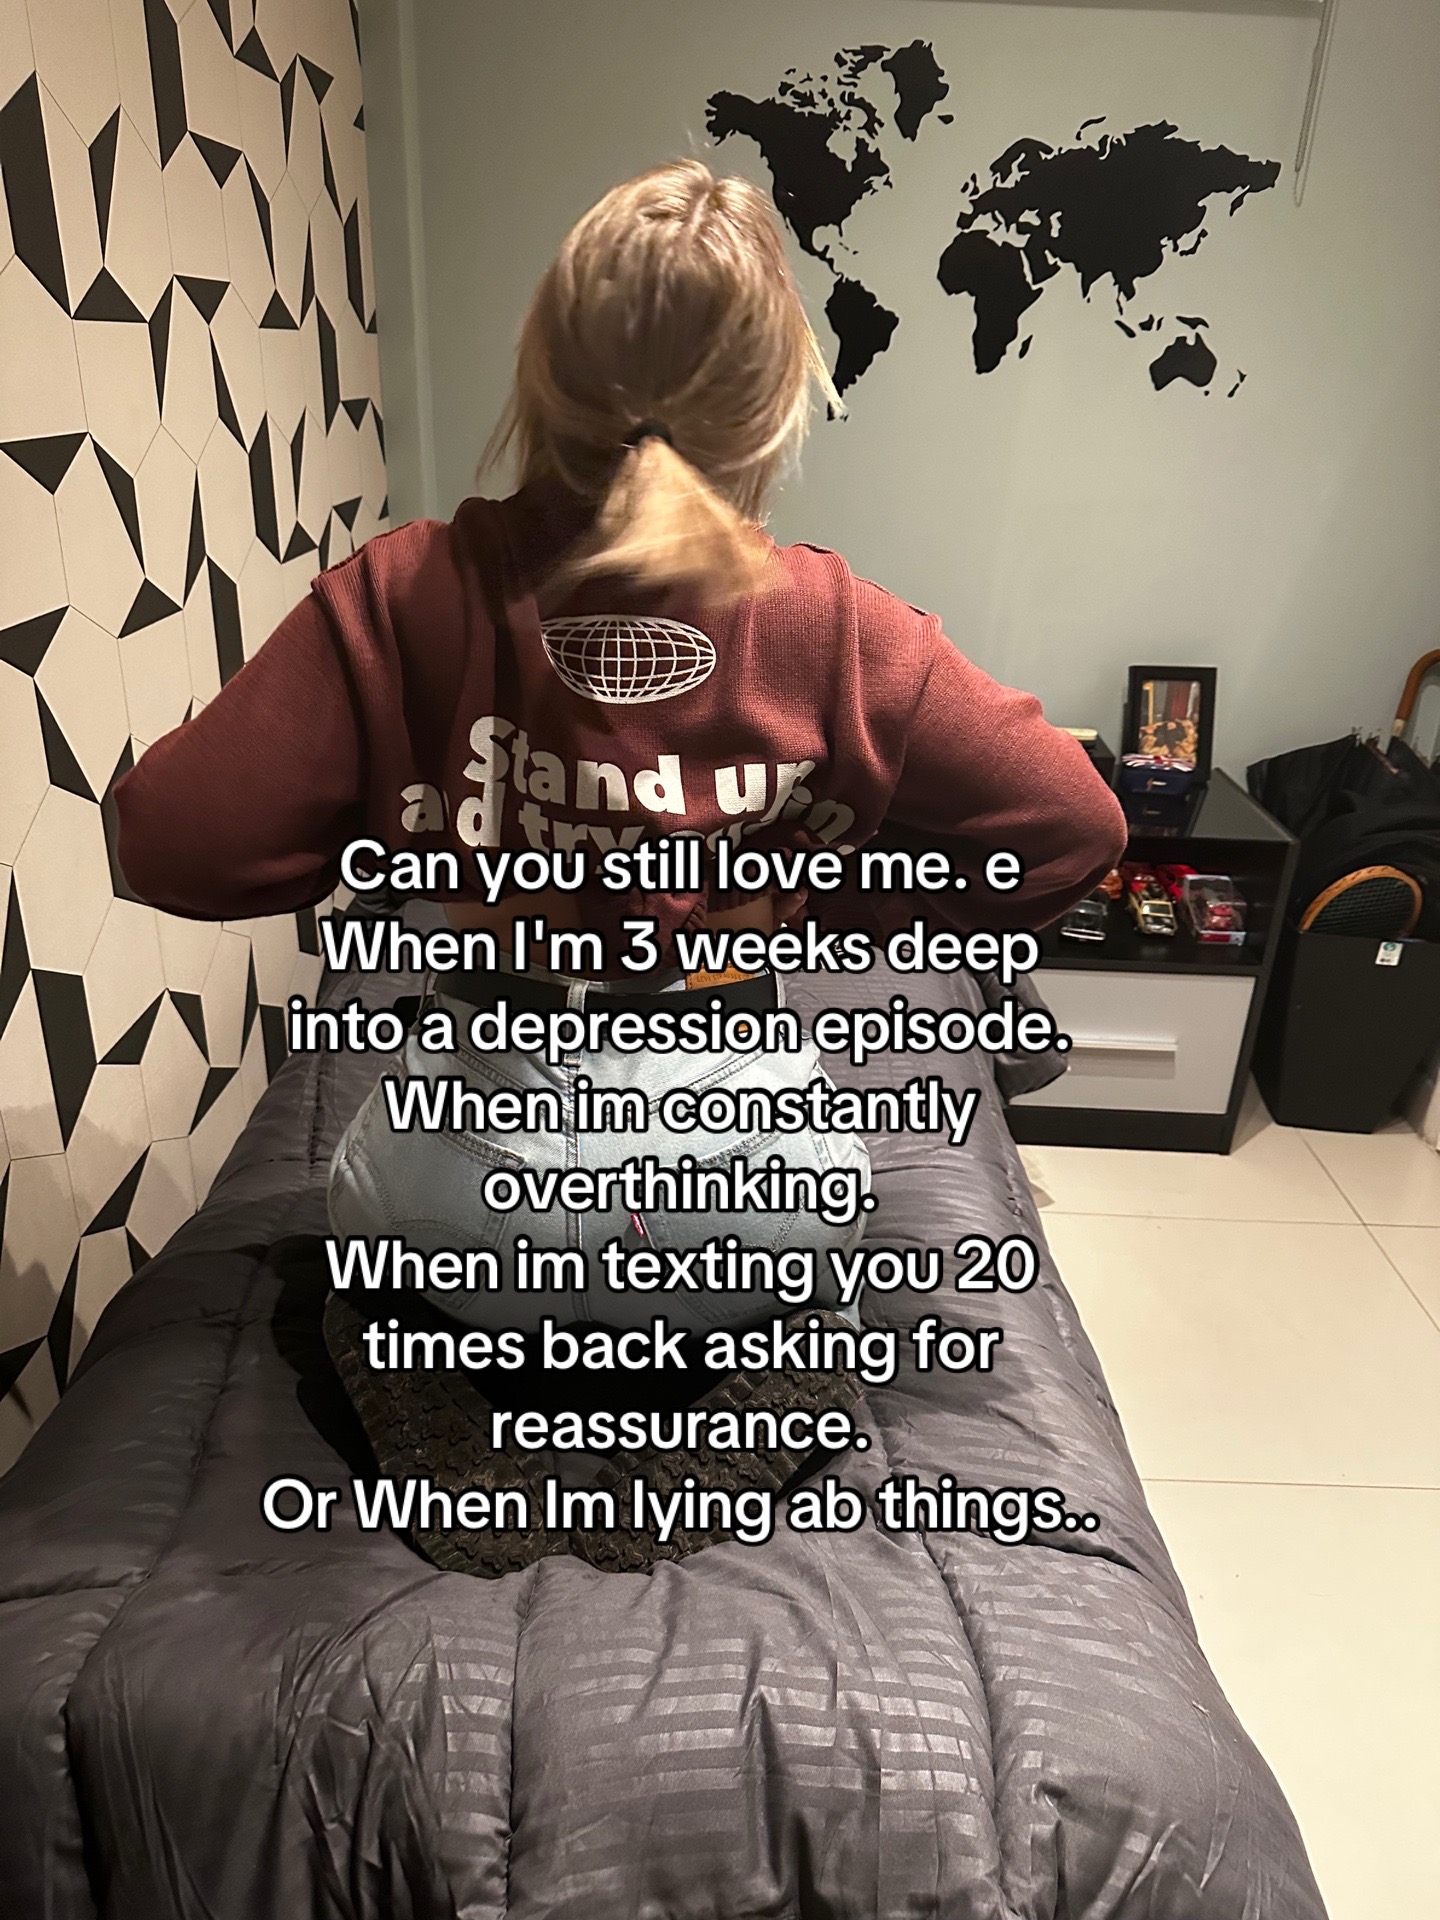 Stand up
Can you still love me. e
When I'm 3 weeks deep
into a depression episode.
When im constantly
overthinking.
When im texting you 20
times back asking for
reassurance.
Or When Im lying ab things..